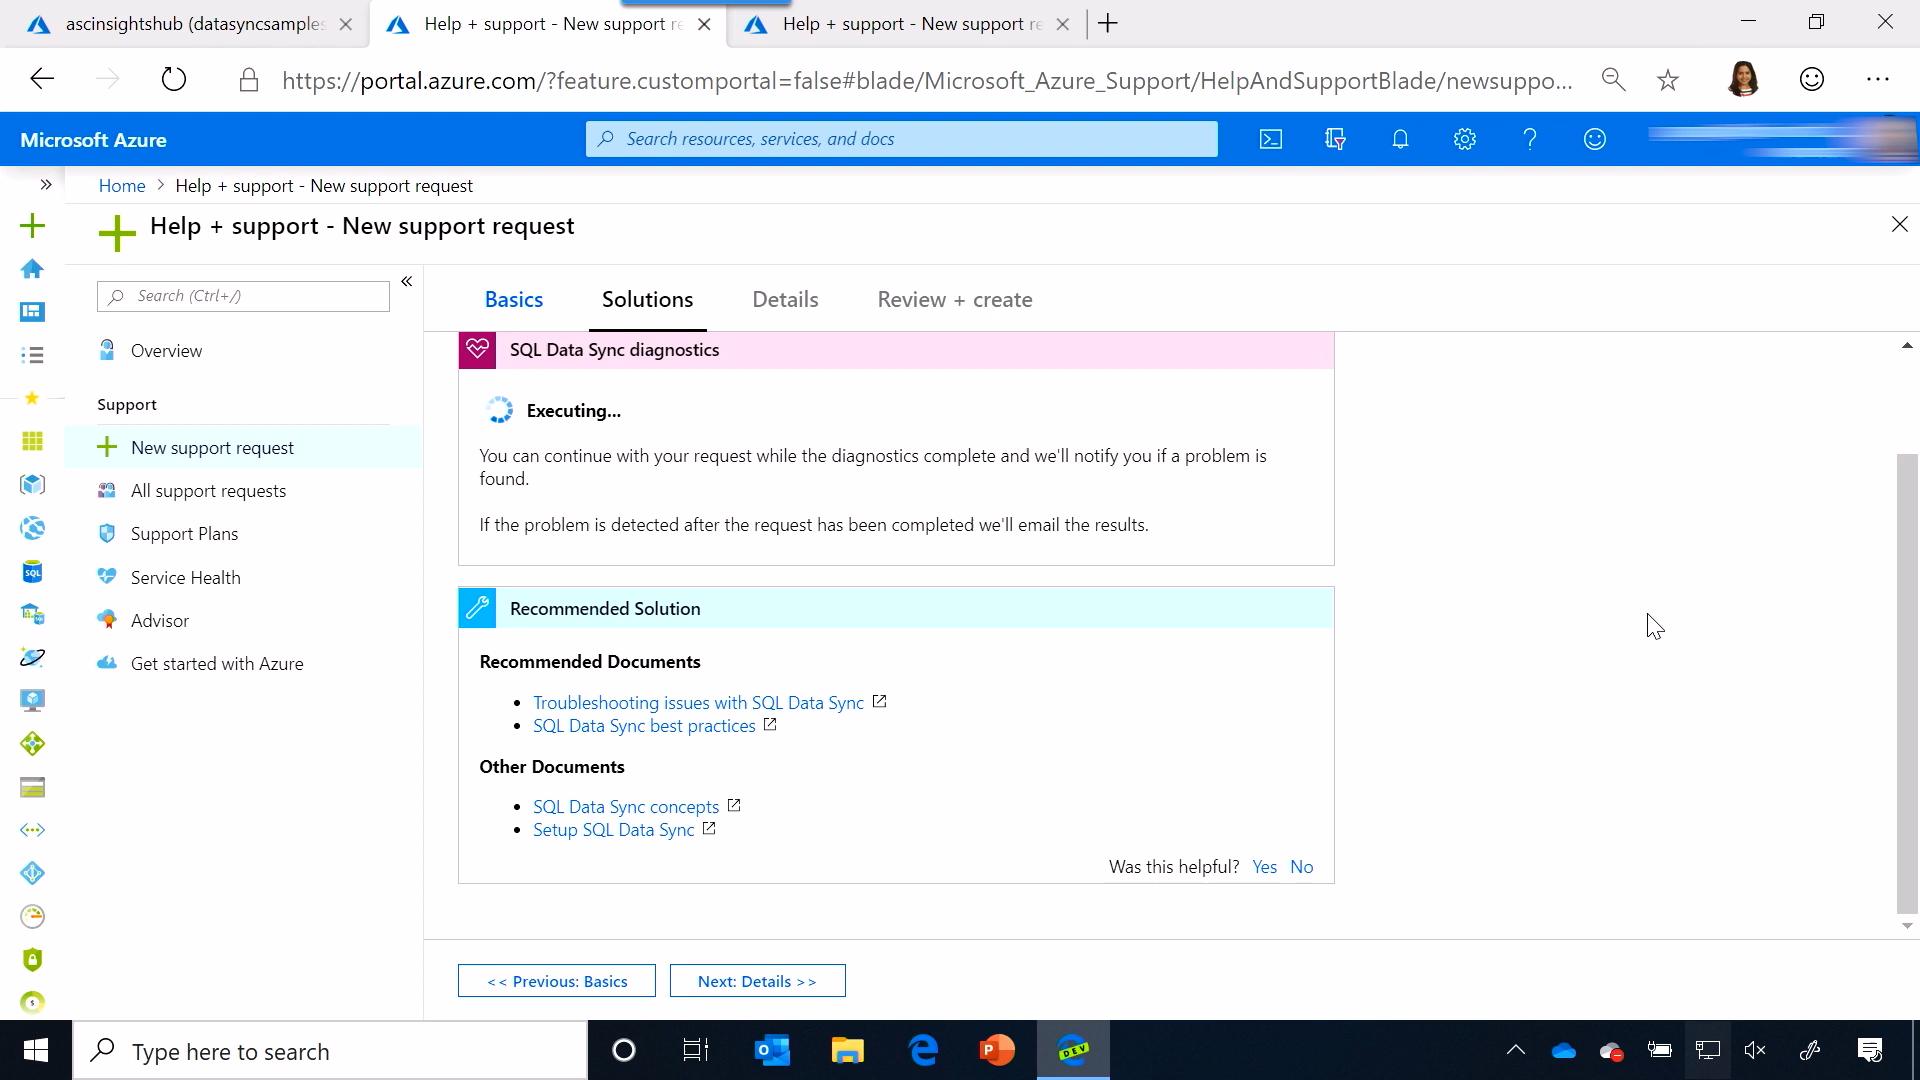 ascinsightshub (datasyncsamples
Help + support - New support re
Help + support - New support re
https://portal.azure.com/?feature.customportal=false#blade/Microsoft_Azure_Support/HelpAndSupportBlade/newsuppo...
Microsoft Azure
Search resources, services, and docs
Home > Help + support - New support request
Help + support - New support request
Search (Ctrl+/)
Overview
Support
New support request
All support requests
Support Plans
Service Health
Advisor
Get started with Azure
Basics
Solutions
Details
Review + create
SQL Data Sync diagnostics
Executing...
You can continue with your request while the diagnostics complete and we'll notify you if a problem is
found.
If the problem is detected after the request has been completed we'll email the results.
Recommended Solution
Recommended Documents
• Troubleshooting issues with SQL Data Sync
• SQL Data Sync best practices
Other Documents
• SQL Data Sync concepts
• Setup SQL Data Sync
Was this helpful? Yes No
<< Previous: Basics
Next: Details >>
SQL
Type here to search
DEV